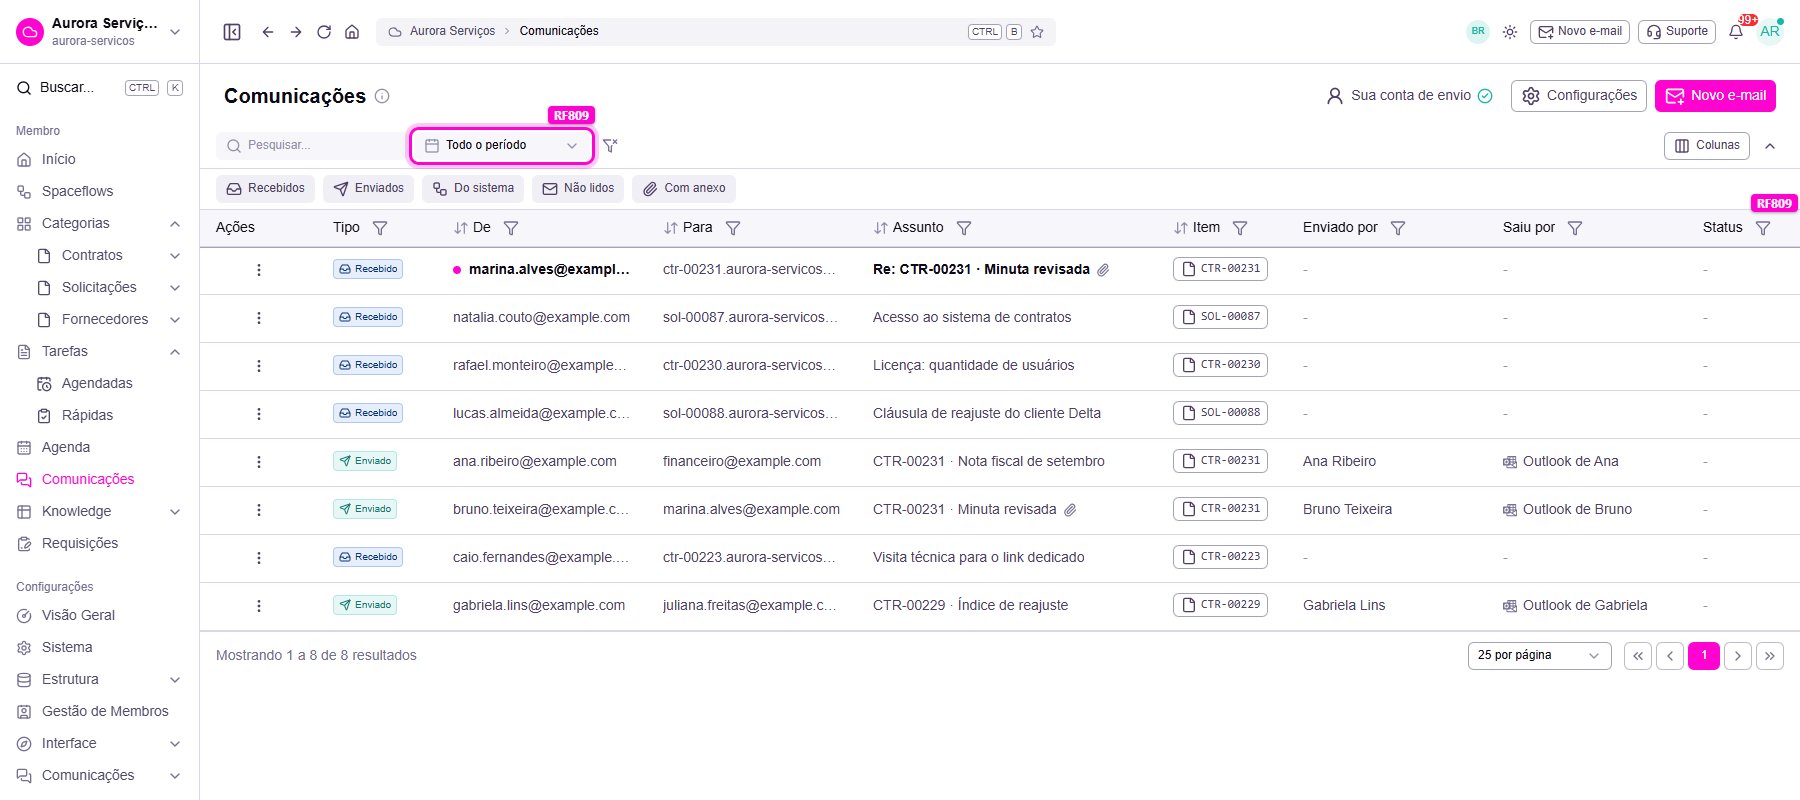 Aurora Serviç...
aurora-servicos
Aurora Serviços > Comunicações
CTRL B
BR
Novo e-mail
Suporte
99+
AR
Buscar...
CTRL K
Membro
Início
Spaceflows
Categorias
Contratos
Solicitações
Fornecedores
Tarefas
Agendadas
Rápidas
Agenda
Comunicações
Knowledge
Requisições
Configurações
Visão Geral
Sistema
Estrutura
Gestão de Membros
Interface
Comunicações
Comunicações
Sua conta de envio
Configurações
Novo e-mail
RF809
Pesquisar...
Todo o período
Colunas
Recebidos
Enviados
Do sistema
Não lidos
Com anexo
RF809
Ações Tipo De Para Assunto Item Enviado por Saiu por Status
Recebido marina.alves@exampl... ctr-00231.aurora-servicos... Re: CTR-00231 · Minuta revisada CTR-00231 - - -
Recebido natalia.couto@example.com sol-00087.aurora-servicos... Acesso ao sistema de contratos SOL-00087 - - -
Recebido rafael.monteiro@example... ctr-00230.aurora-servicos... Licença: quantidade de usuários CTR-00230 - - -
Recebido lucas.almeida@example.c... sol-00088.aurora-servicos... Cláusula de reajuste do cliente Delta SOL-00088 - - -
Enviado ana.ribeiro@example.com financeiro@example.com CTR-00231 · Nota fiscal de setembro CTR-00231 Ana Ribeiro Outlook de Ana -
Enviado bruno.teixeira@example.c... marina.alves@example.com CTR-00231 · Minuta revisada CTR-00231 Bruno Teixeira Outlook de Bruno -
Recebido caio.fernandes@example.... ctr-00223.aurora-servicos... Visita técnica para o link dedicado CTR-00223 - - -
Enviado gabriela.lins@example.com juliana.freitas@example.c... CTR-00229 · Índice de reajuste CTR-00229 Gabriela Lins Outlook de Gabriela -
Mostrando 1 a 8 de 8 resultados
25 por página
1